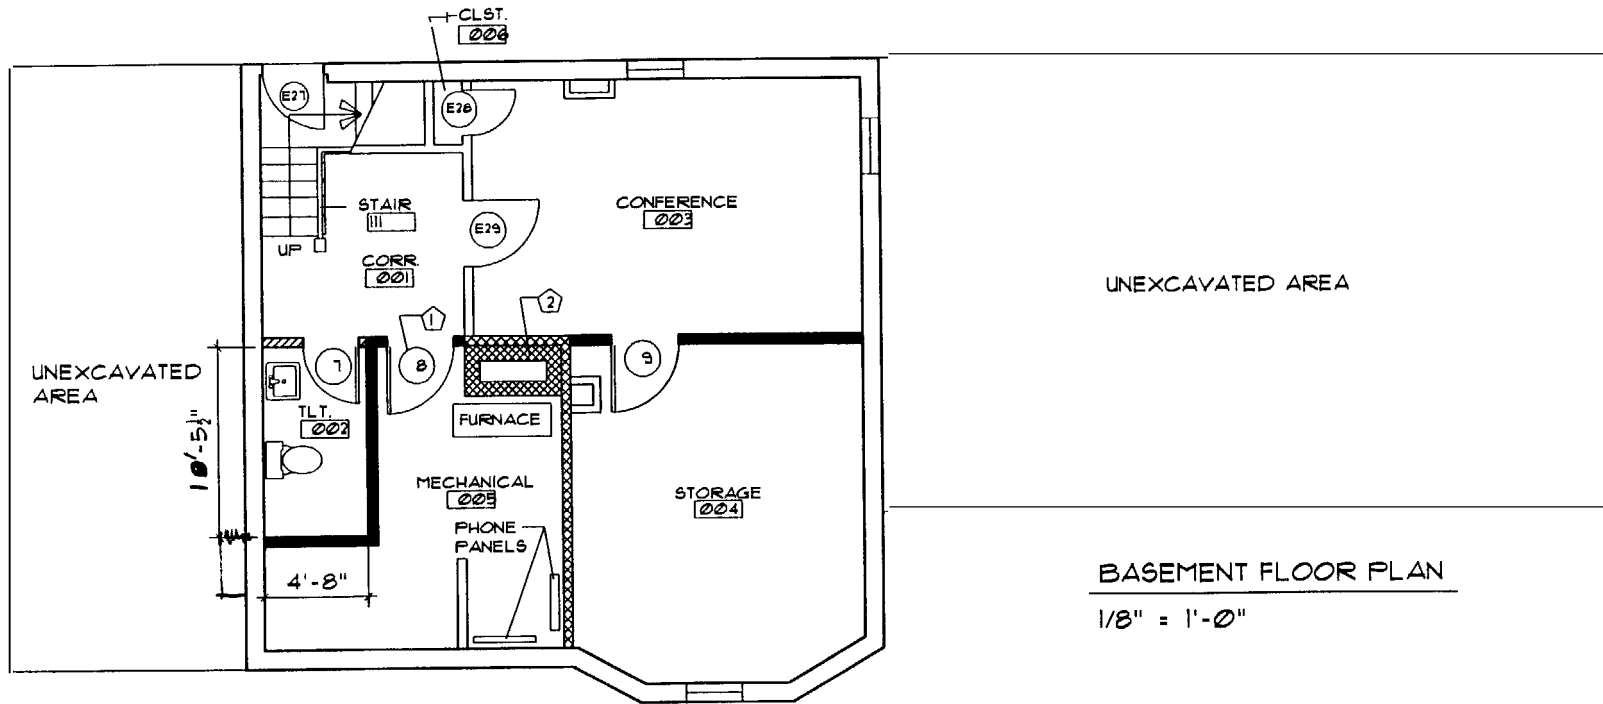 CLST.
006
E27
E28
STAIR
111
CONFERENCE
003
E29
UP
CORR.
001
UNEXCAVATED AREA
1
2
7
8
9
UNEXCAVATED
AREA
TLT.
002
FURNACE
10'-5½"
MECHANICAL
005
STORAGE
004
PHONE
PANELS
4'-8"
BASEMENT FLOOR PLAN
1/8" = 1'-0"